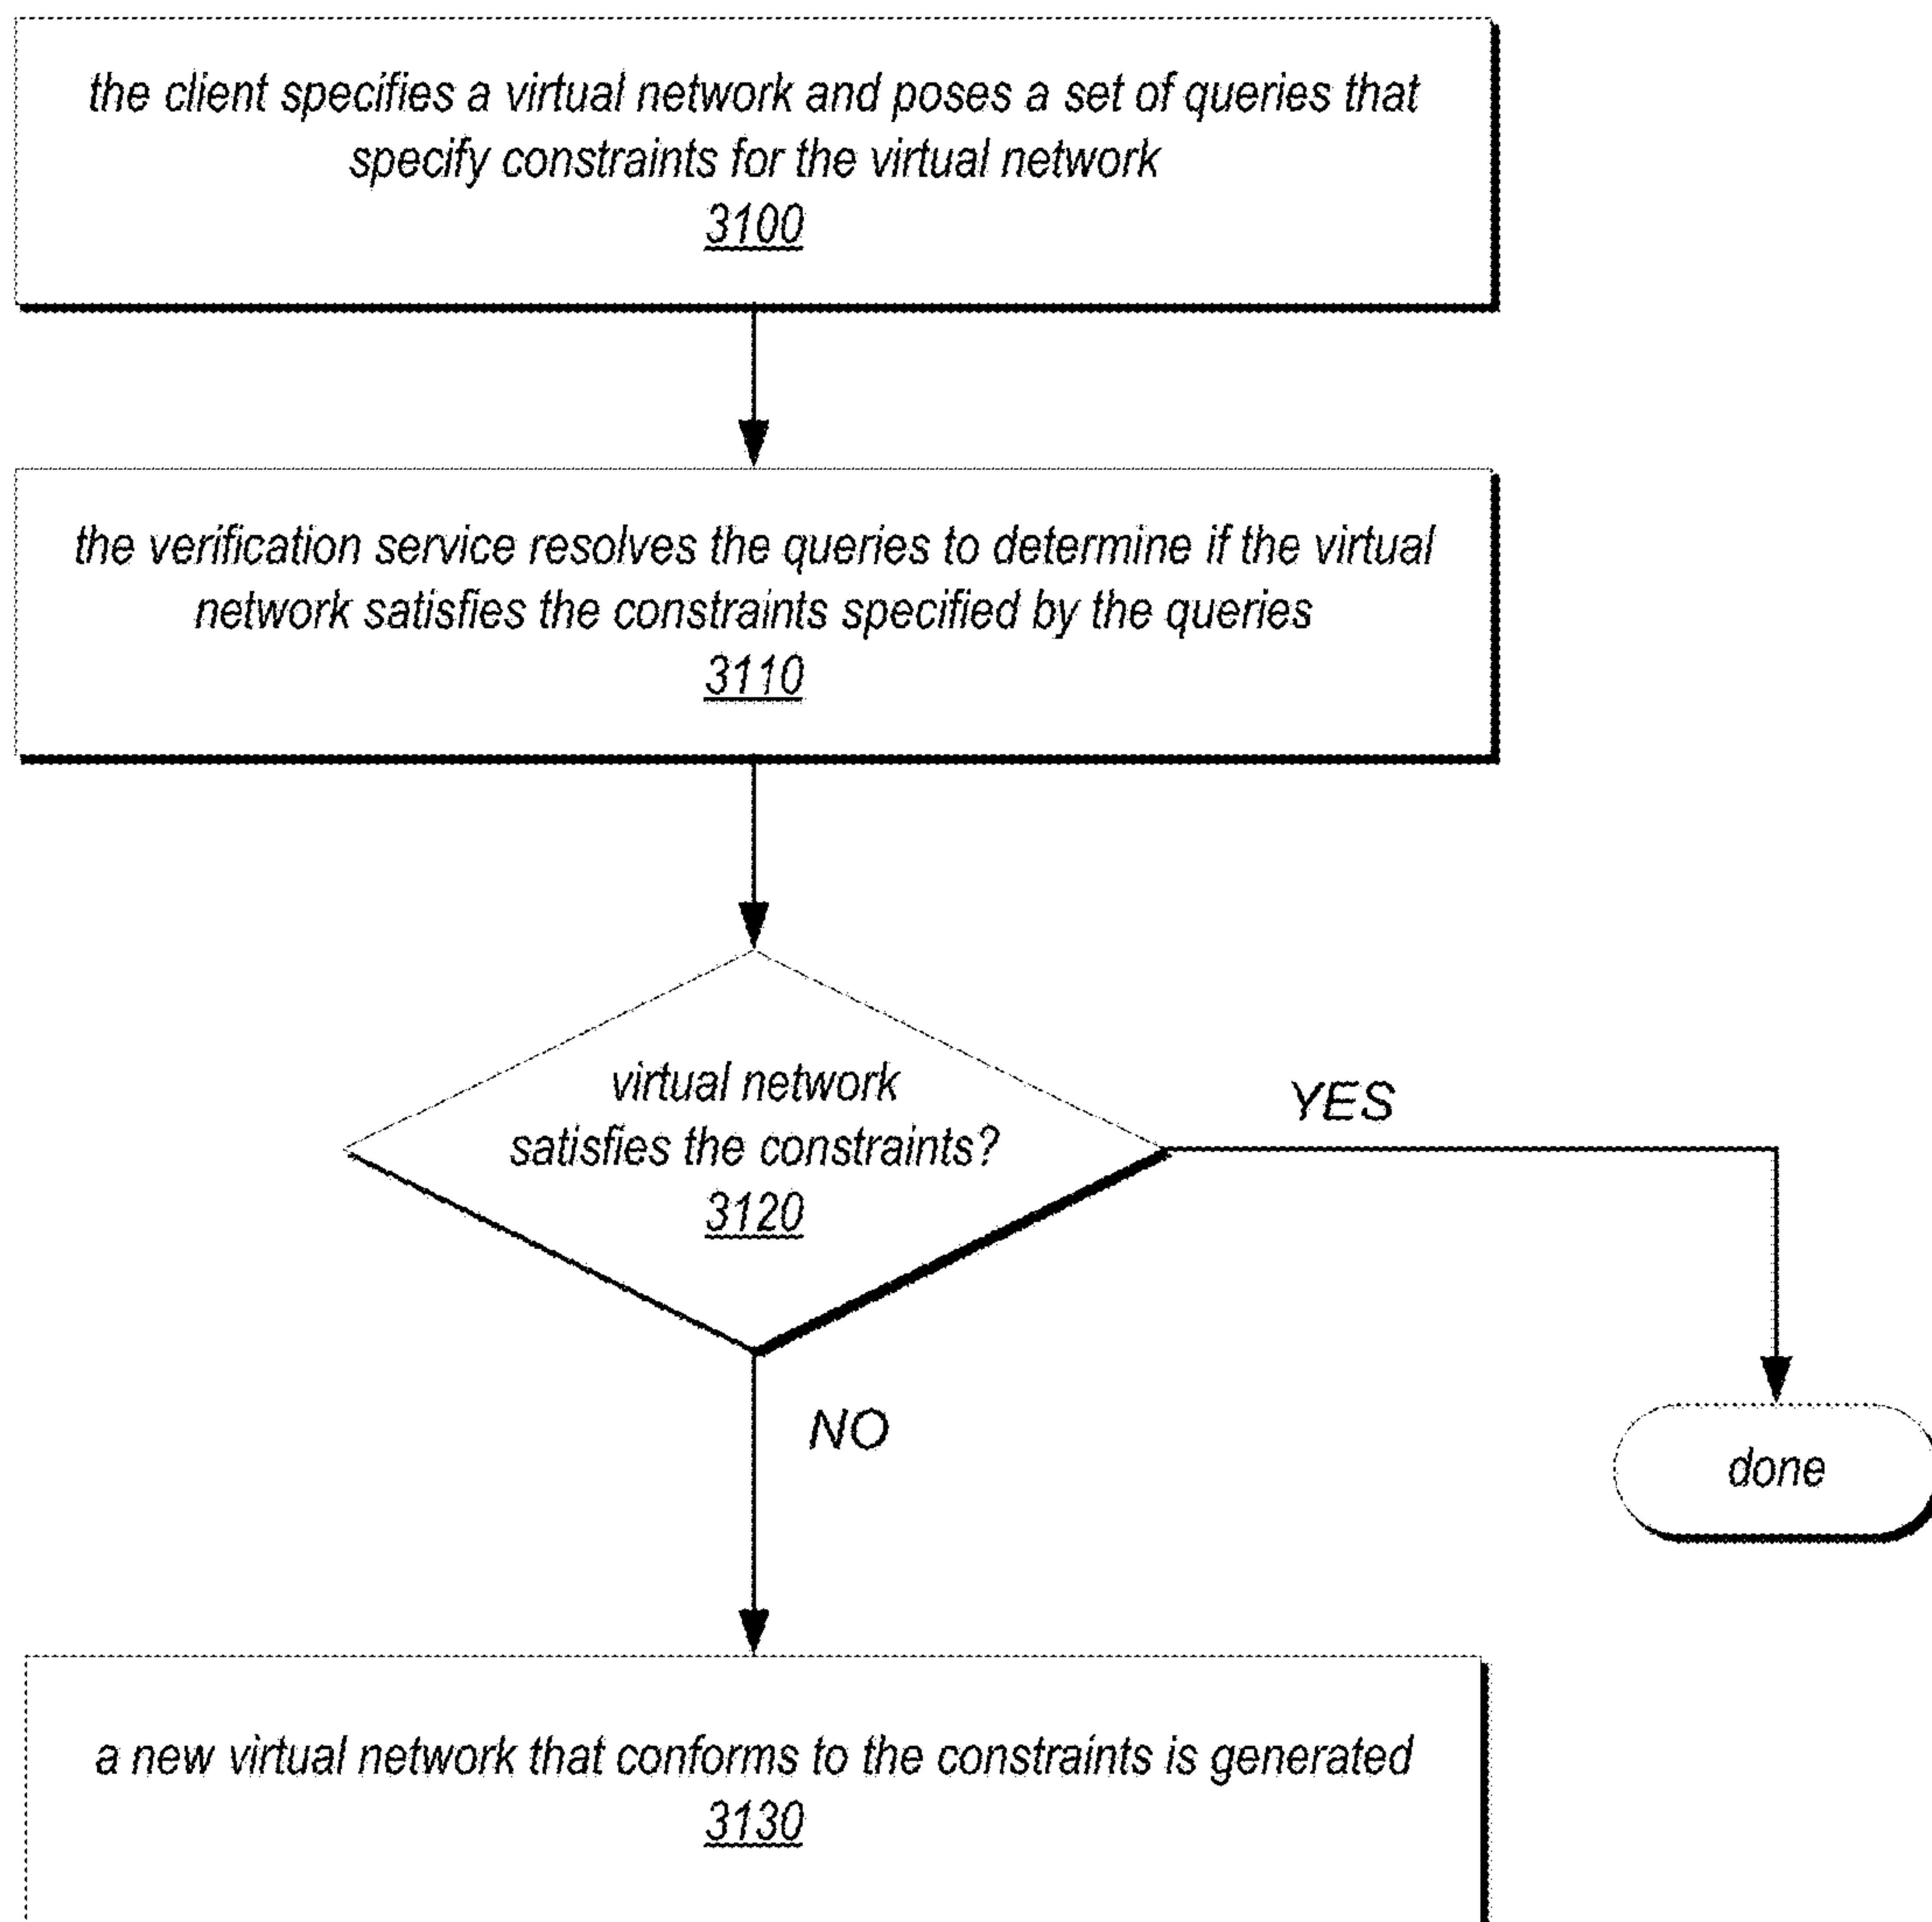 the client specifies a virtual network and poses a set of queries that
specify constraints for the virtual network
3100
the verification service resolves the queries to determine if the virtual
network satisfies the constraints specified by the queries
3110
virtual network
satisfies the constraints?
3120
YES
NO
done
a new virtual network that conforms to the constraints is generated
3130